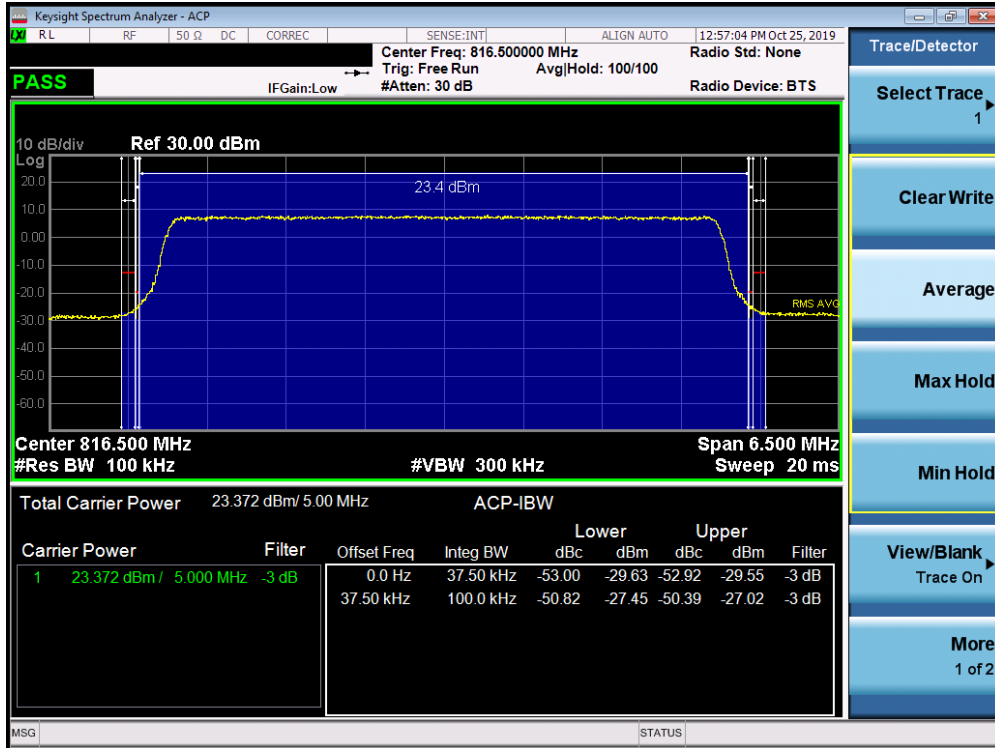 Keysight Spectrum Analyzer - ACP
LXI RL RF 50 Ω DC CORREC SENSE:INT ALIGN AUTO 12:57:04 PM Oct 25, 2019
Center Freq: 816.500000 MHz Radio Std: None
Trig: Free Run Avg|Hold: 100/100
PASS IFGain:Low #Atten: 30 dB Radio Device: BTS
10 dB/div Ref 30.00 dBm
Log
20.0
23.4 dBm
10.0
0.00
-10.0
-20.0
RMS AVG
-30.0
-40.0
-50.0
-60.0
Center 816.500 MHz Span 6.500 MHz
#Res BW 100 kHz #VBW 300 kHz Sweep 20 ms
Total Carrier Power 23.372 dBm/ 5.00 MHz ACP-IBW
Lower Upper
Carrier Power Filter Offset Freq Integ BW dBc dBm dBc dBm Filter
1 23.372 dBm / 5.000 MHz -3 dB 0.0 Hz 37.50 kHz -53.00 -29.63 -52.92 -29.55 -3 dB
37.50 kHz 100.0 kHz -50.82 -27.45 -50.39 -27.02 -3 dB
MSG STATUS
Trace/Detector
Select Trace
1
Clear Write
Average
Max Hold
Min Hold
View/Blank
Trace On
More
1 of 2